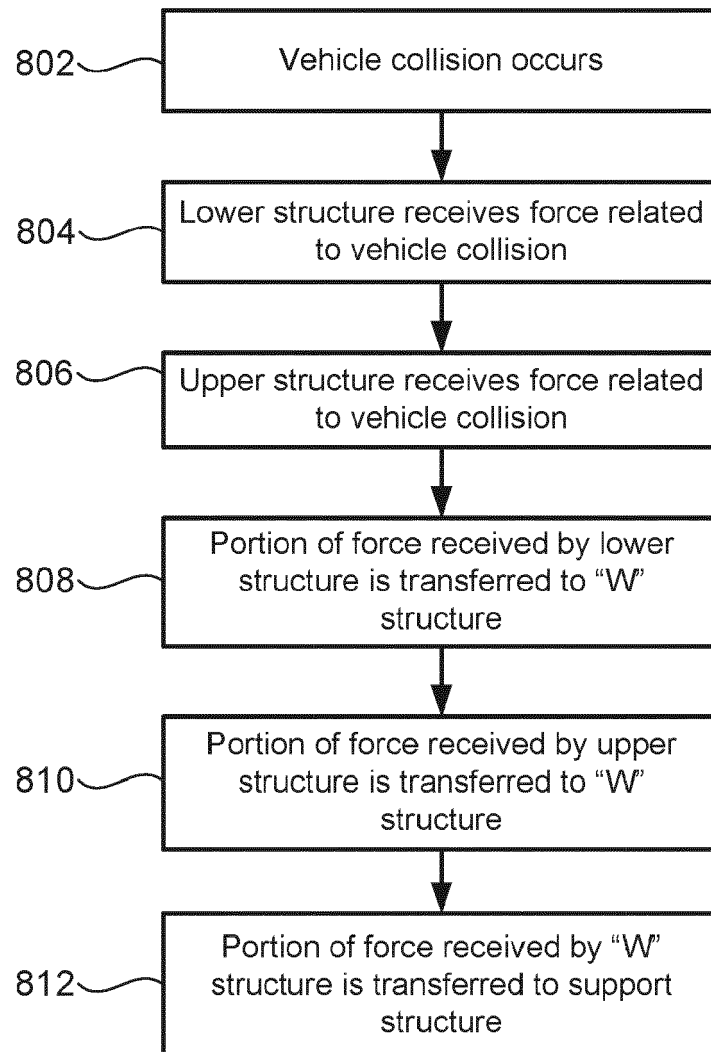 802
Vehicle collision occurs
804
Lower structure receives force related
to vehicle collision
806
Upper structure receives force related
to vehicle collision
808
Portion of force received by lower
structure is transferred to “W”
structure
810
Portion of force received by upper
structure is transferred to “W”
structure
812
Portion of force received by “W”
structure is transferred to support
structure